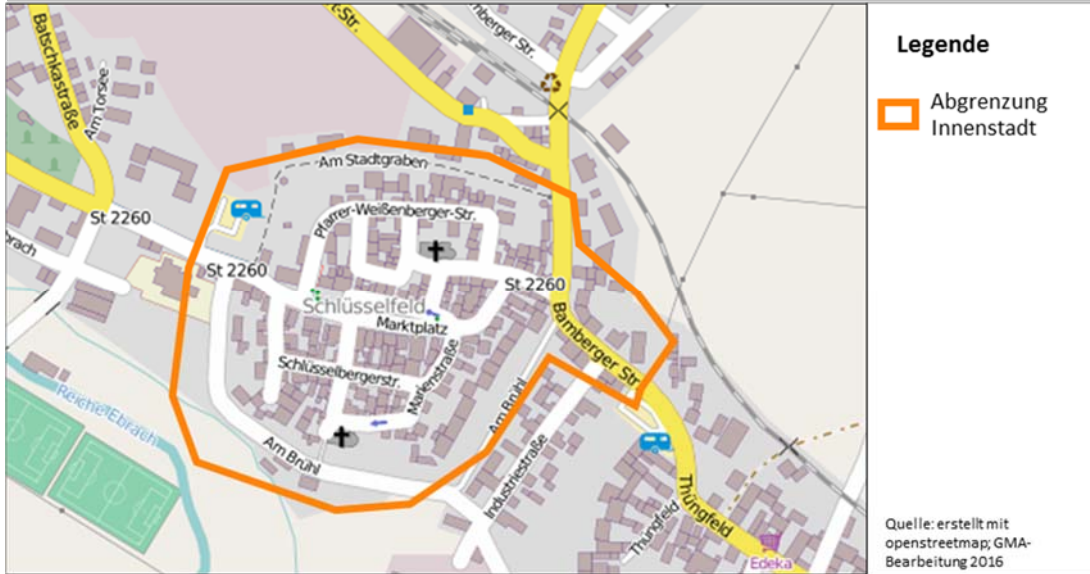 Batschkastraße
Am Torsee
t-Str.
nberger Str.
Am Stadtgraben
Pfarrer-Weißenberger-Str.
St 2260
St 2260
St 2260
brach
Schlüsselfeld
Marktplatz
Bamberger Str.
Schlüsselbergerstr.
Marienstraße
Reiche Ebrach
Am Brühl
Am Brühl
Industriestraße
Thüngfeld
Thüngfeld
Edeka
Legende
Abgrenzung
Innenstadt
Quelle: erstellt mit
openstreetmap; GMA-
Bearbeitung 2016